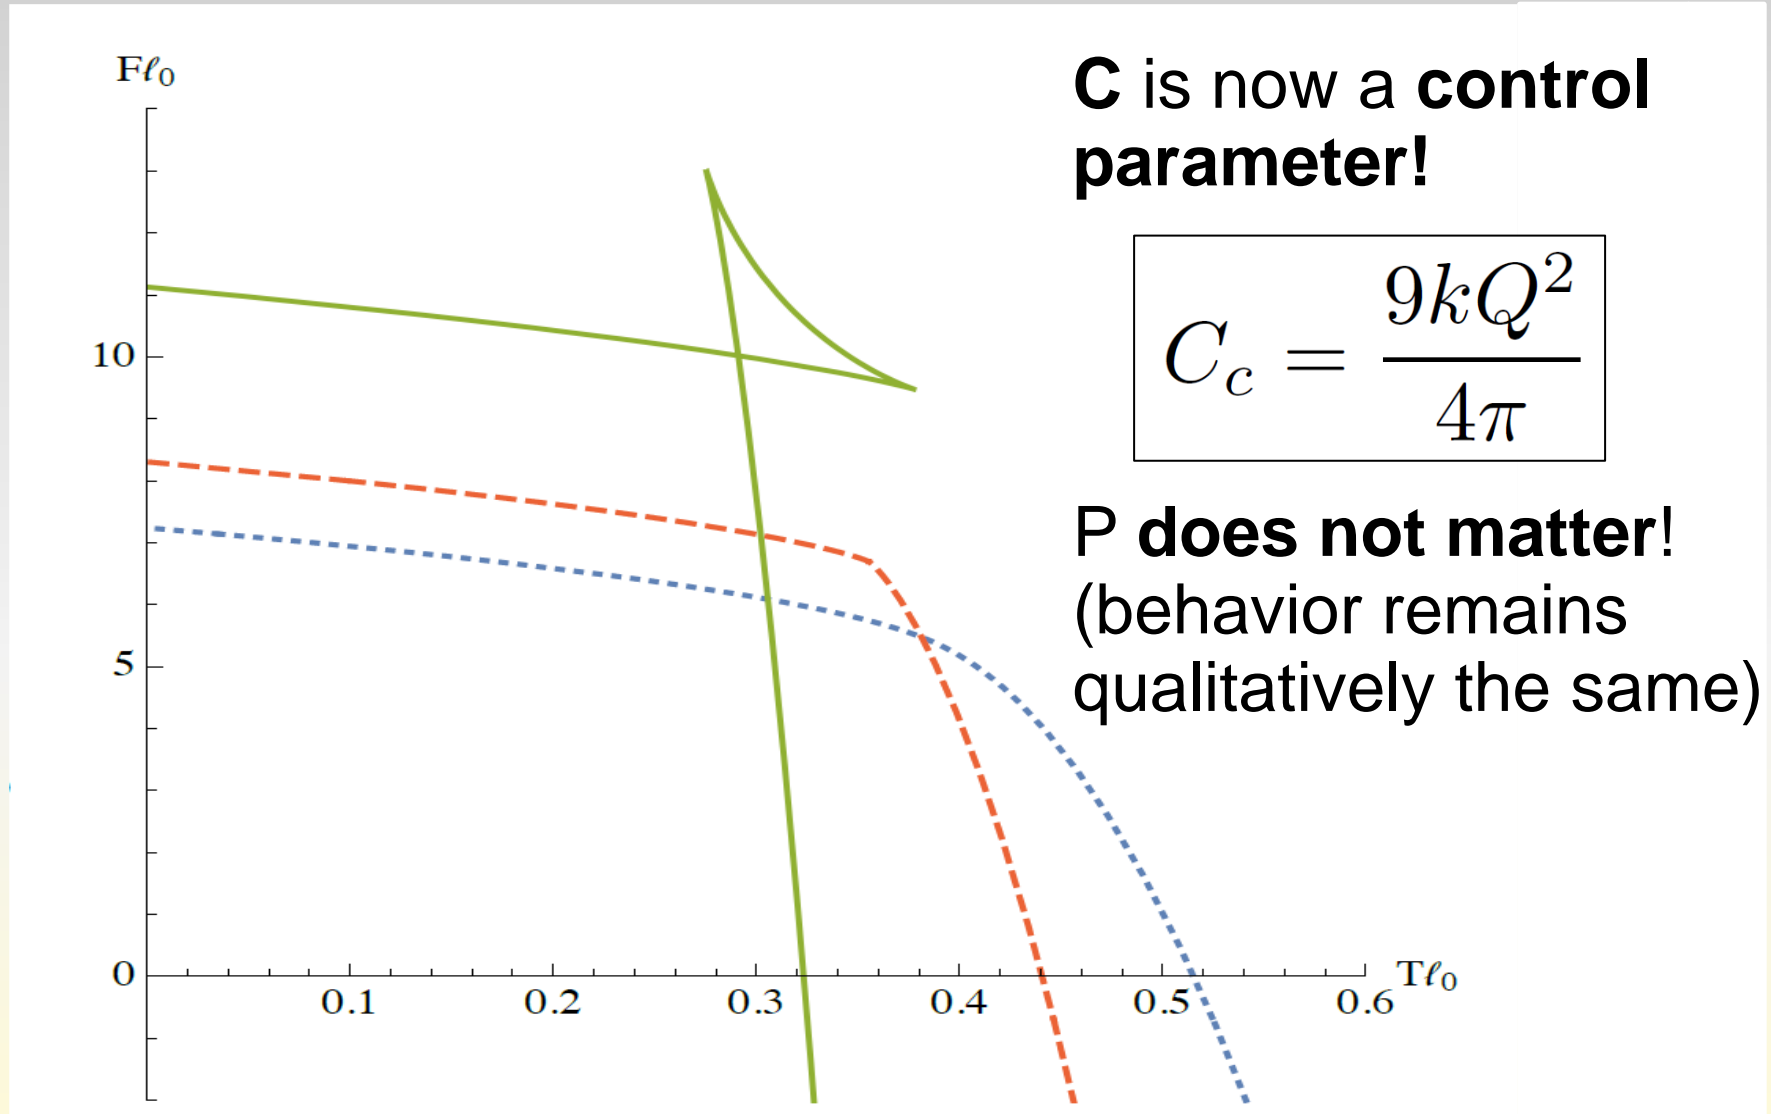 Fℓ₀
10
5
0
0.1 0.2 0.3 0.4 0.5 0.6
Tℓ₀
C is now a control
parameter!
C_c = 9kQ² / 4π
P does not matter!
(behavior remains
qualitatively the same)